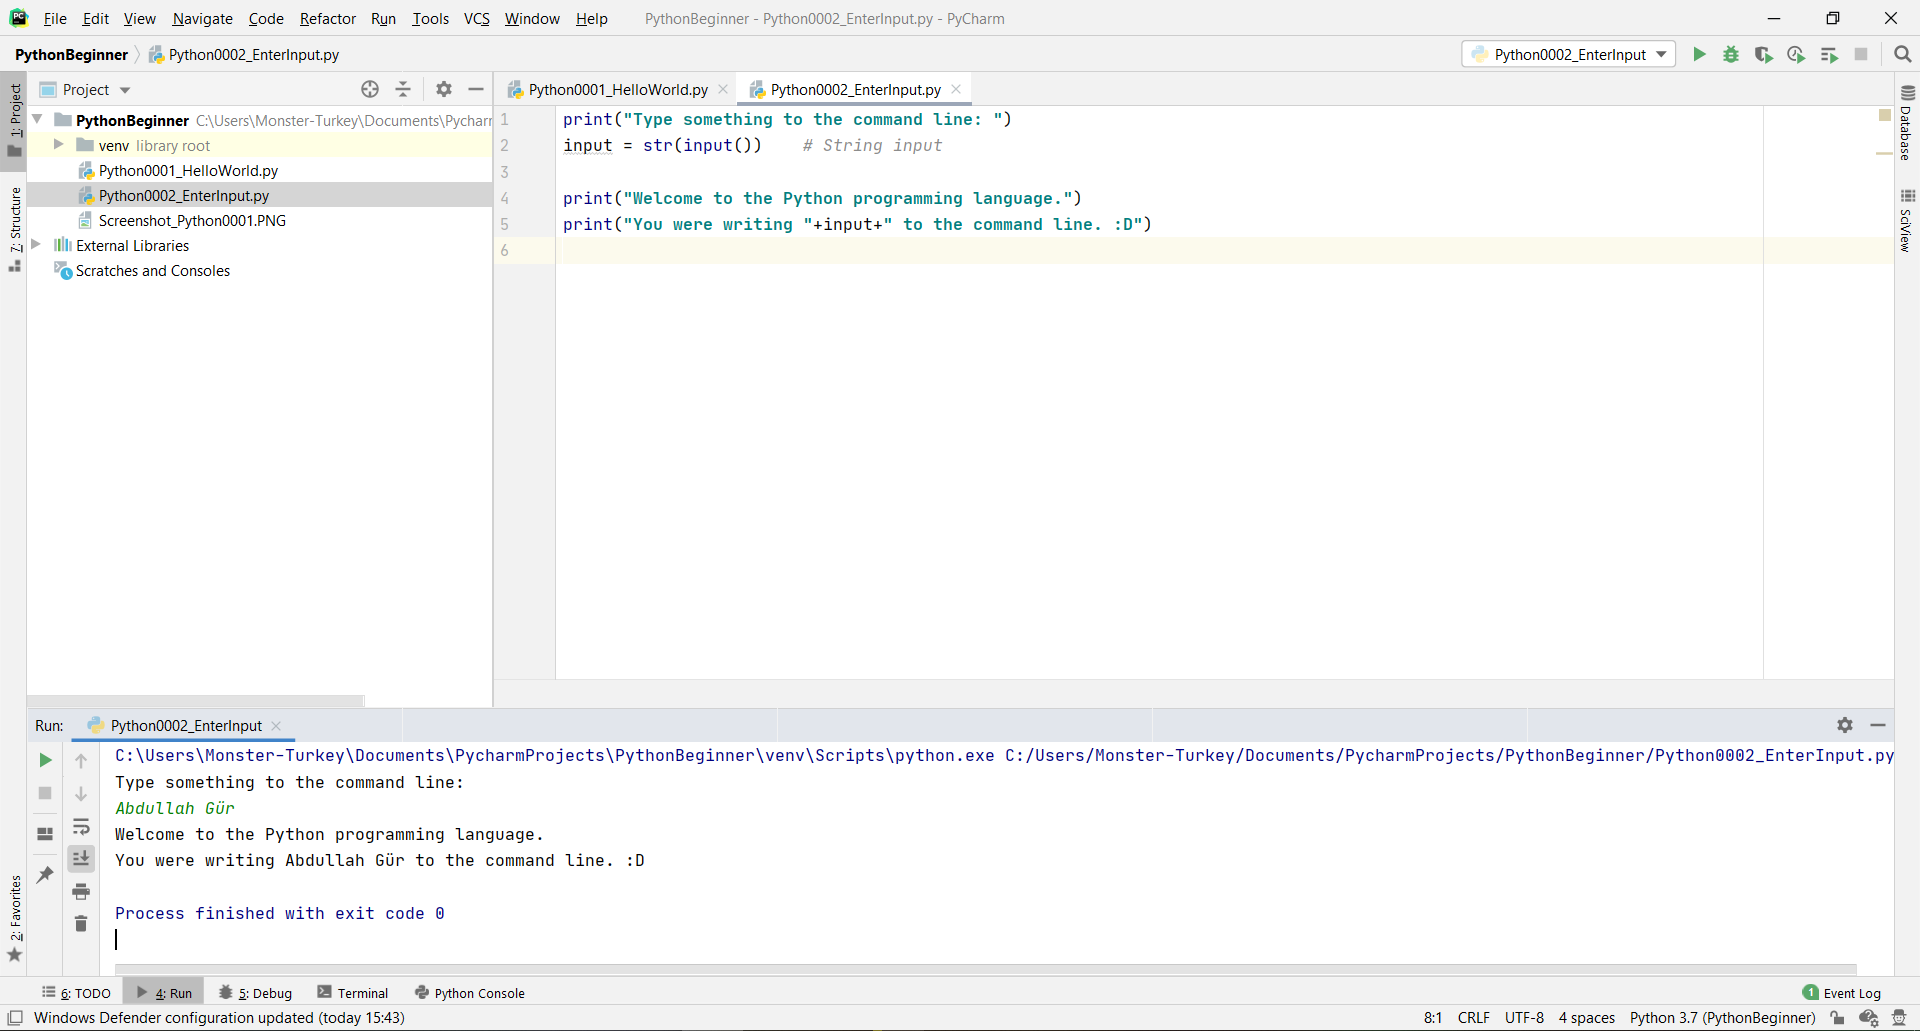 File Edit View Navigate Code Refactor Run Tools VCS Window Help PythonBeginner - Python0002_EnterInput.py - PyCharm
PythonBeginner Python0002_EnterInput.py Python0002_EnterInput
1: Project
7: Structure
2: Favorites
Project
PythonBeginner C:\Users\Monster-Turkey\Documents\Pychar
venv library root
Python0001_HelloWorld.py
Python0002_EnterInput.py
Screenshot_Python0001.PNG
External Libraries
Scratches and Consoles
Python0001_HelloWorld.py Python0002_EnterInput.py
1 print("Type something to the command line: ")
2 input = str(input()) # String input
3
4 print("Welcome to the Python programming language.")
5 print("You were writing "+input+" to the command line. :D")
6
Database
SciView
Run: Python0002_EnterInput
C:\Users\Monster-Turkey\Documents\PycharmProjects\PythonBeginner\venv\Scripts\python.exe C:/Users/Monster-Turkey/Documents/PycharmProjects/PythonBeginner/Python0002_EnterInput.py
Type something to the command line:
Abdullah Gür
Welcome to the Python programming language.
You were writing Abdullah Gür to the command line. :D
Process finished with exit code 0
6: TODO 4: Run 5: Debug Terminal Python Console 1 Event Log
Windows Defender configuration updated (today 15:43) 8:1 CRLF UTF-8 4 spaces Python 3.7 (PythonBeginner)